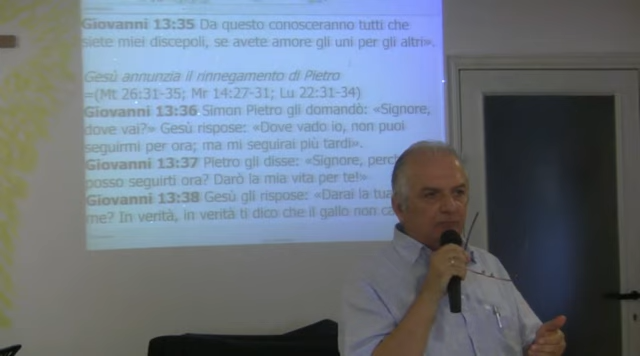 Giovanni 13:35 Da questo conosceranno tutti che
siete miei discepoli, se avete amore gli uni per gli altri».
Gesù annunzia il rinnegamento di Pietro
=(Mt 26:31-35; Mr 14:27-31; Lu 22:31-34)
Giovanni 13:36 Simon Pietro gli domandò: «Signore,
dove vai?» Gesù rispose: «Dove vado io, non puoi
seguirmi per ora; ma mi seguirai più tardi».
Giovanni 13:37 Pietro gli disse: «Signore,
posso seguirti ora? Darò la mia vita per te!»
Giovanni 13:38 Gesù gli rispose: «Darai la tua
me? In verità, in verità ti dico che il gallo non